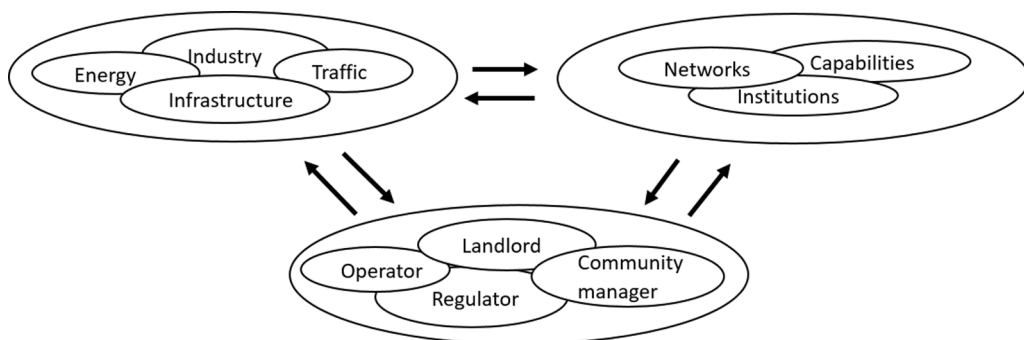 Industry
Energy
Traffic
Infrastructure
Networks
Capabilities
Institutions
Landlord
Operator
Community
manager
Regulator